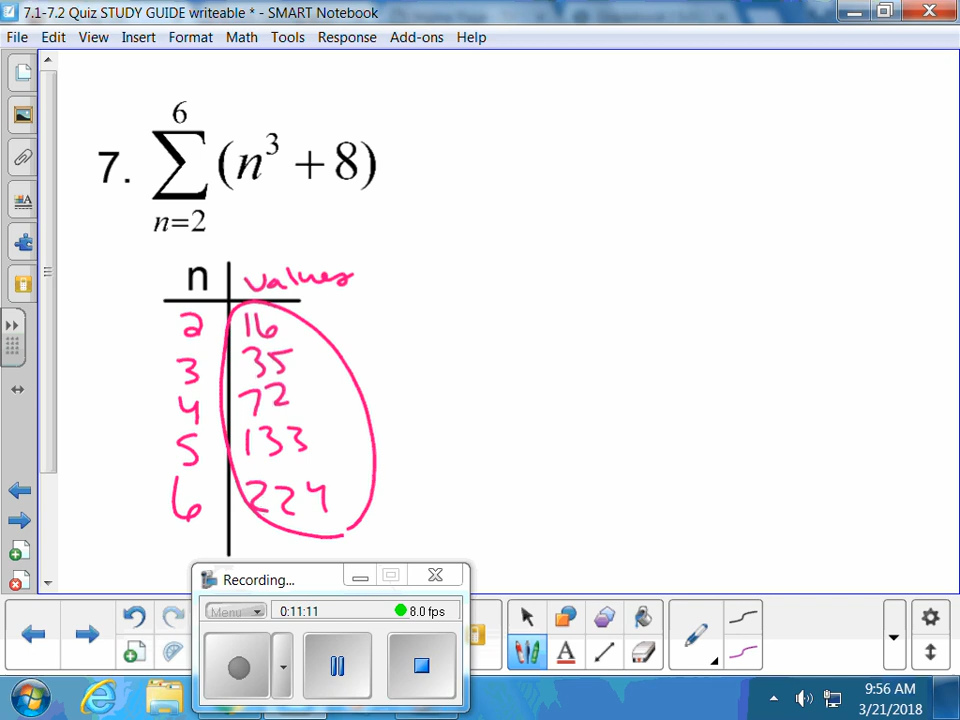 7.1-7.2 Quiz STUDY GUIDE writeable * - SMART Notebook
File Edit View Insert Format Math Tools Response Add-ons Help
6
7. ∑ (n³ + 8)
n=2
n values
2 16
3 35
4 72
5 133
6 224
Recording...
Menu 0:11:11 8.0 fps
A
9:56 AM
3/21/2018